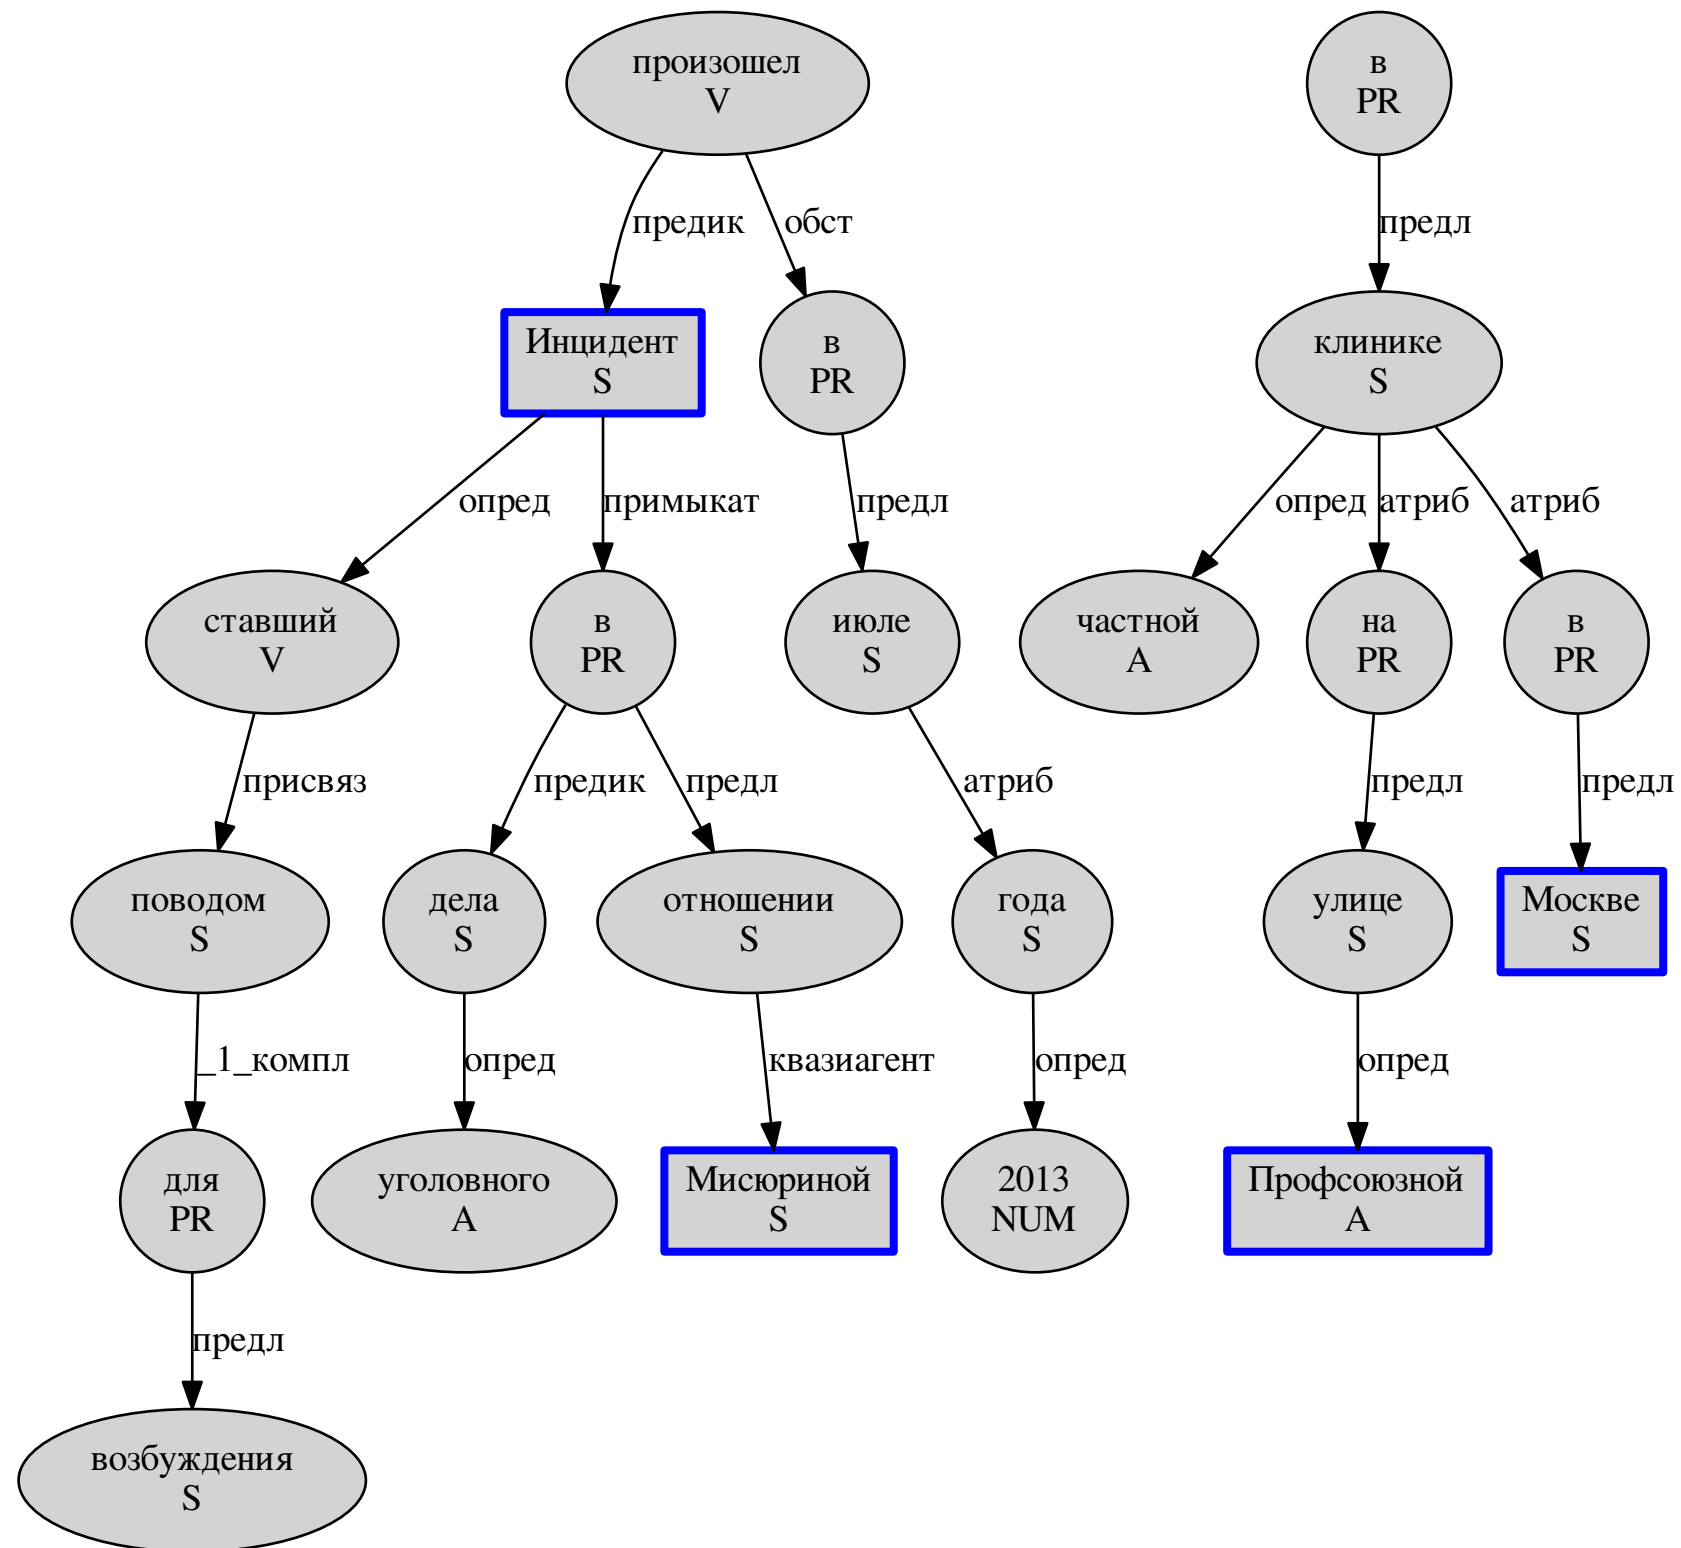 произошел
V
в
PR
предик
обст
предл
Инцидент
S
в
PR
клинике
S
опред
примыкат
предл
опред
атриб
атриб
ставший
V
в
PR
июле
S
частной
A
на
PR
в
PR
присвяз
предик
предл
атриб
предл
предл
поводом
S
дела
S
отношении
S
года
S
улице
S
Москве
S
_1_компл
опред
квазиагент
опред
опред
для
PR
уголовного
A
Мисюриной
S
2013
NUM
Профсоюзной
A
предл
возбуждения
S